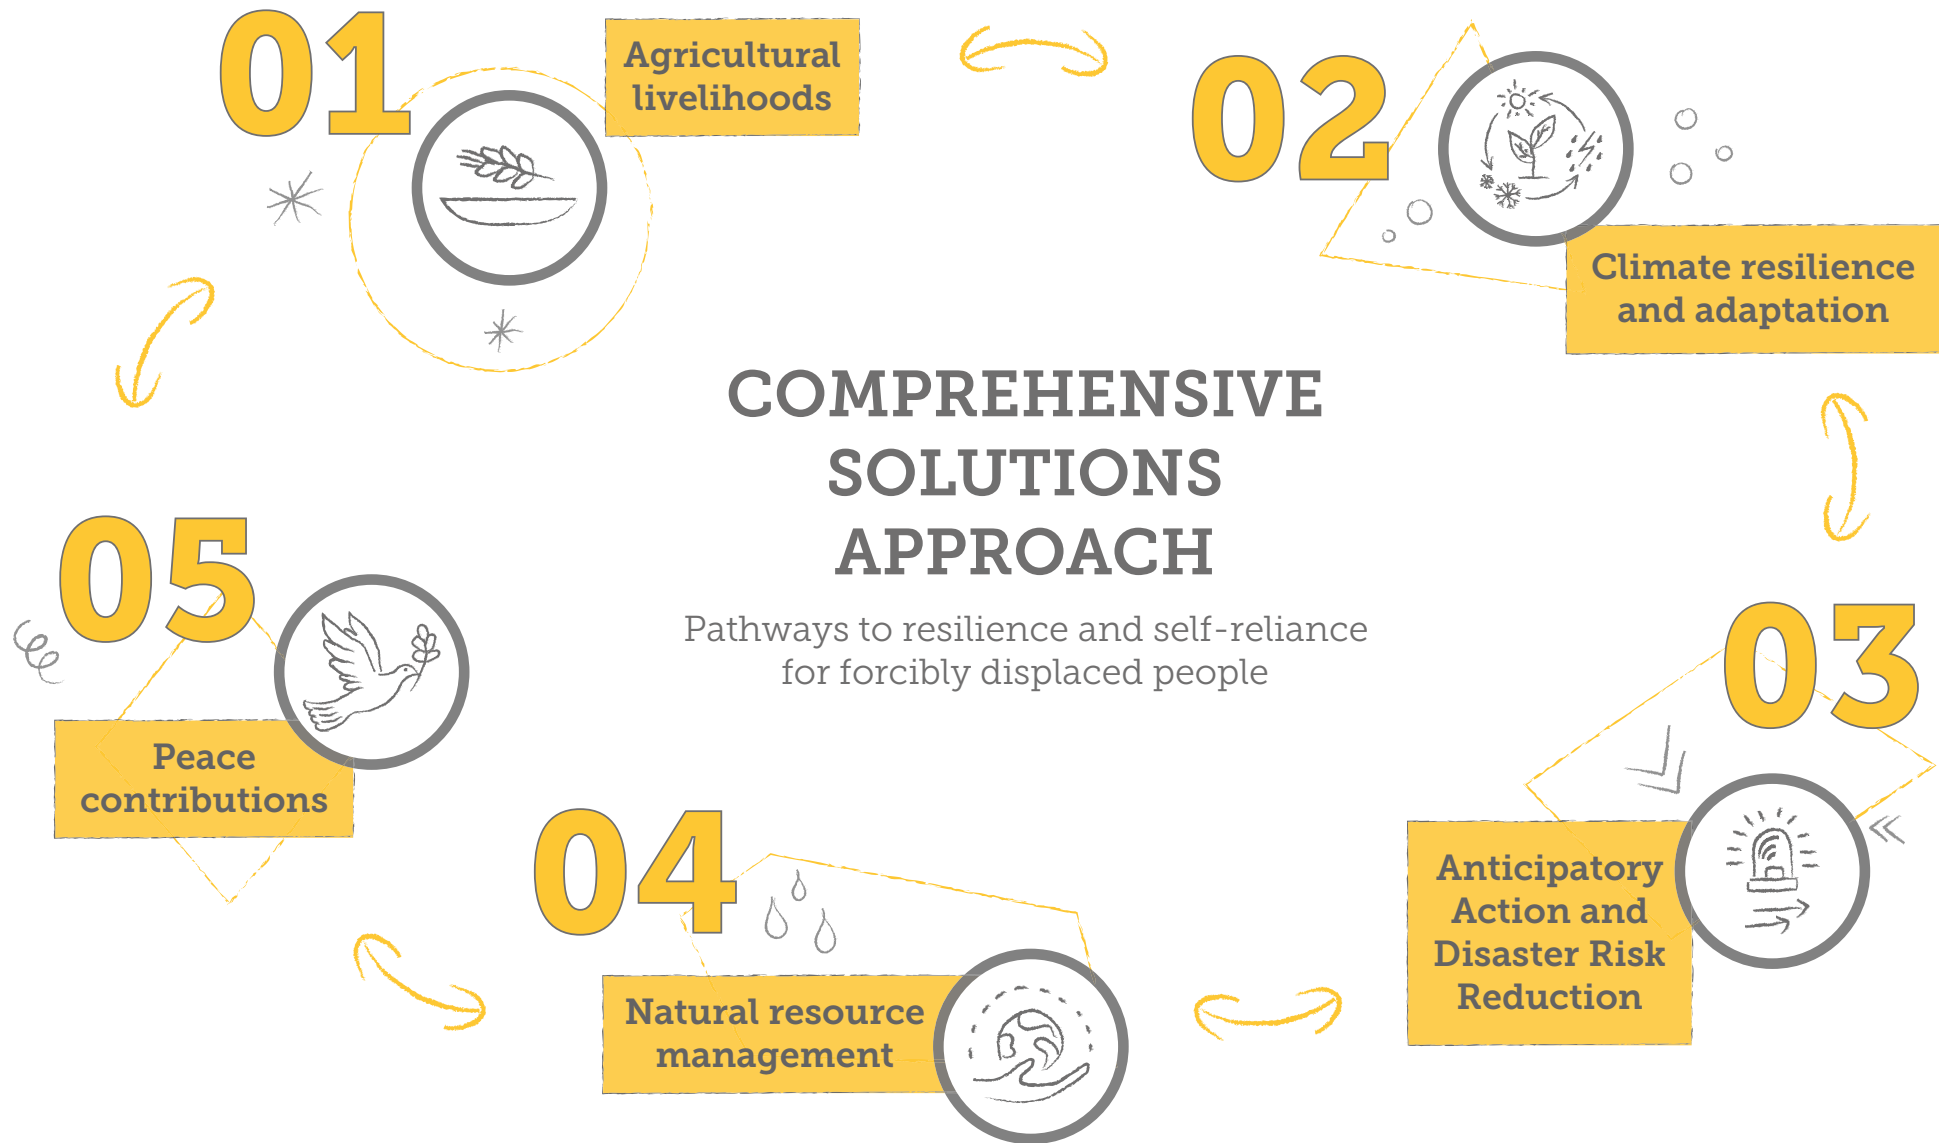 01
Agricultural
livelihoods
02
Climate resilience
and adaptation
COMPREHENSIVE
SOLUTIONS
APPROACH
Pathways to resilience and self-reliance
for forcibly displaced people
03
Anticipatory
Action and
Disaster Risk
Reduction
04
Natural resource
management
05
Peace
contributions